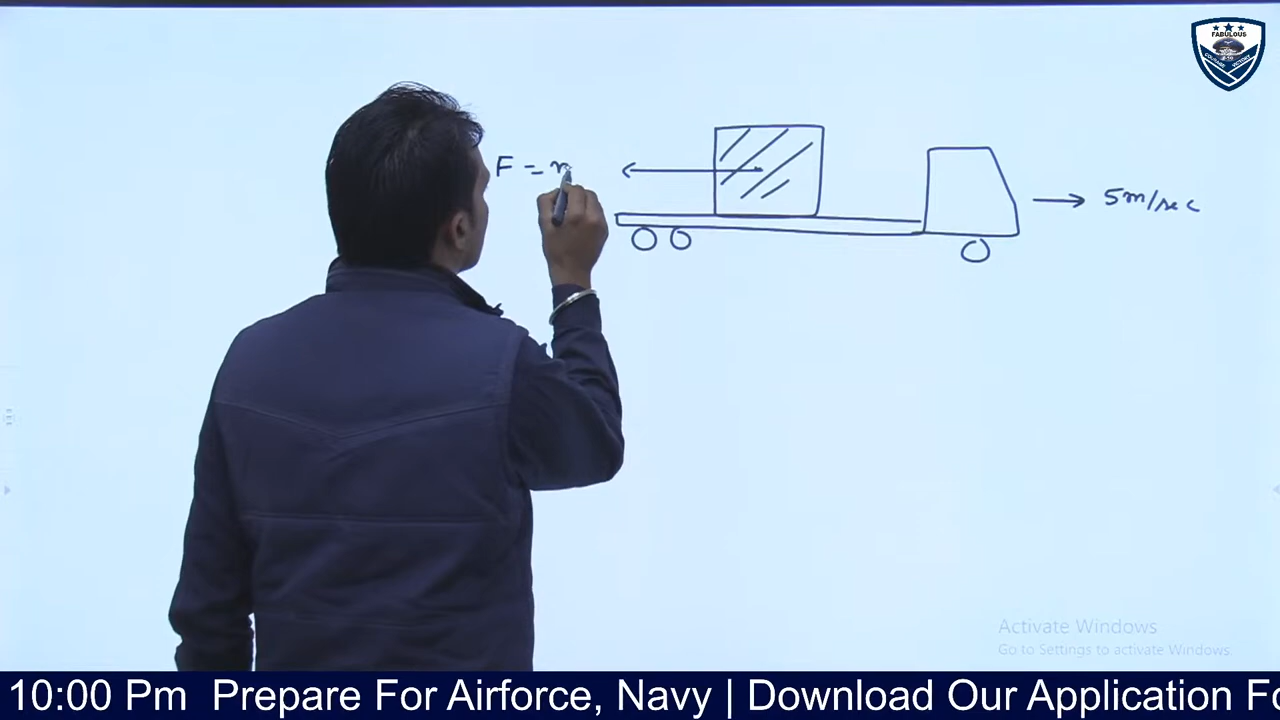 FABULOUS
F = m
5m/sec
Activate Windows
Go to Settings to activate Windows.
10:00 Pm Prepare For Airforce, Navy | Download Our Application Fo